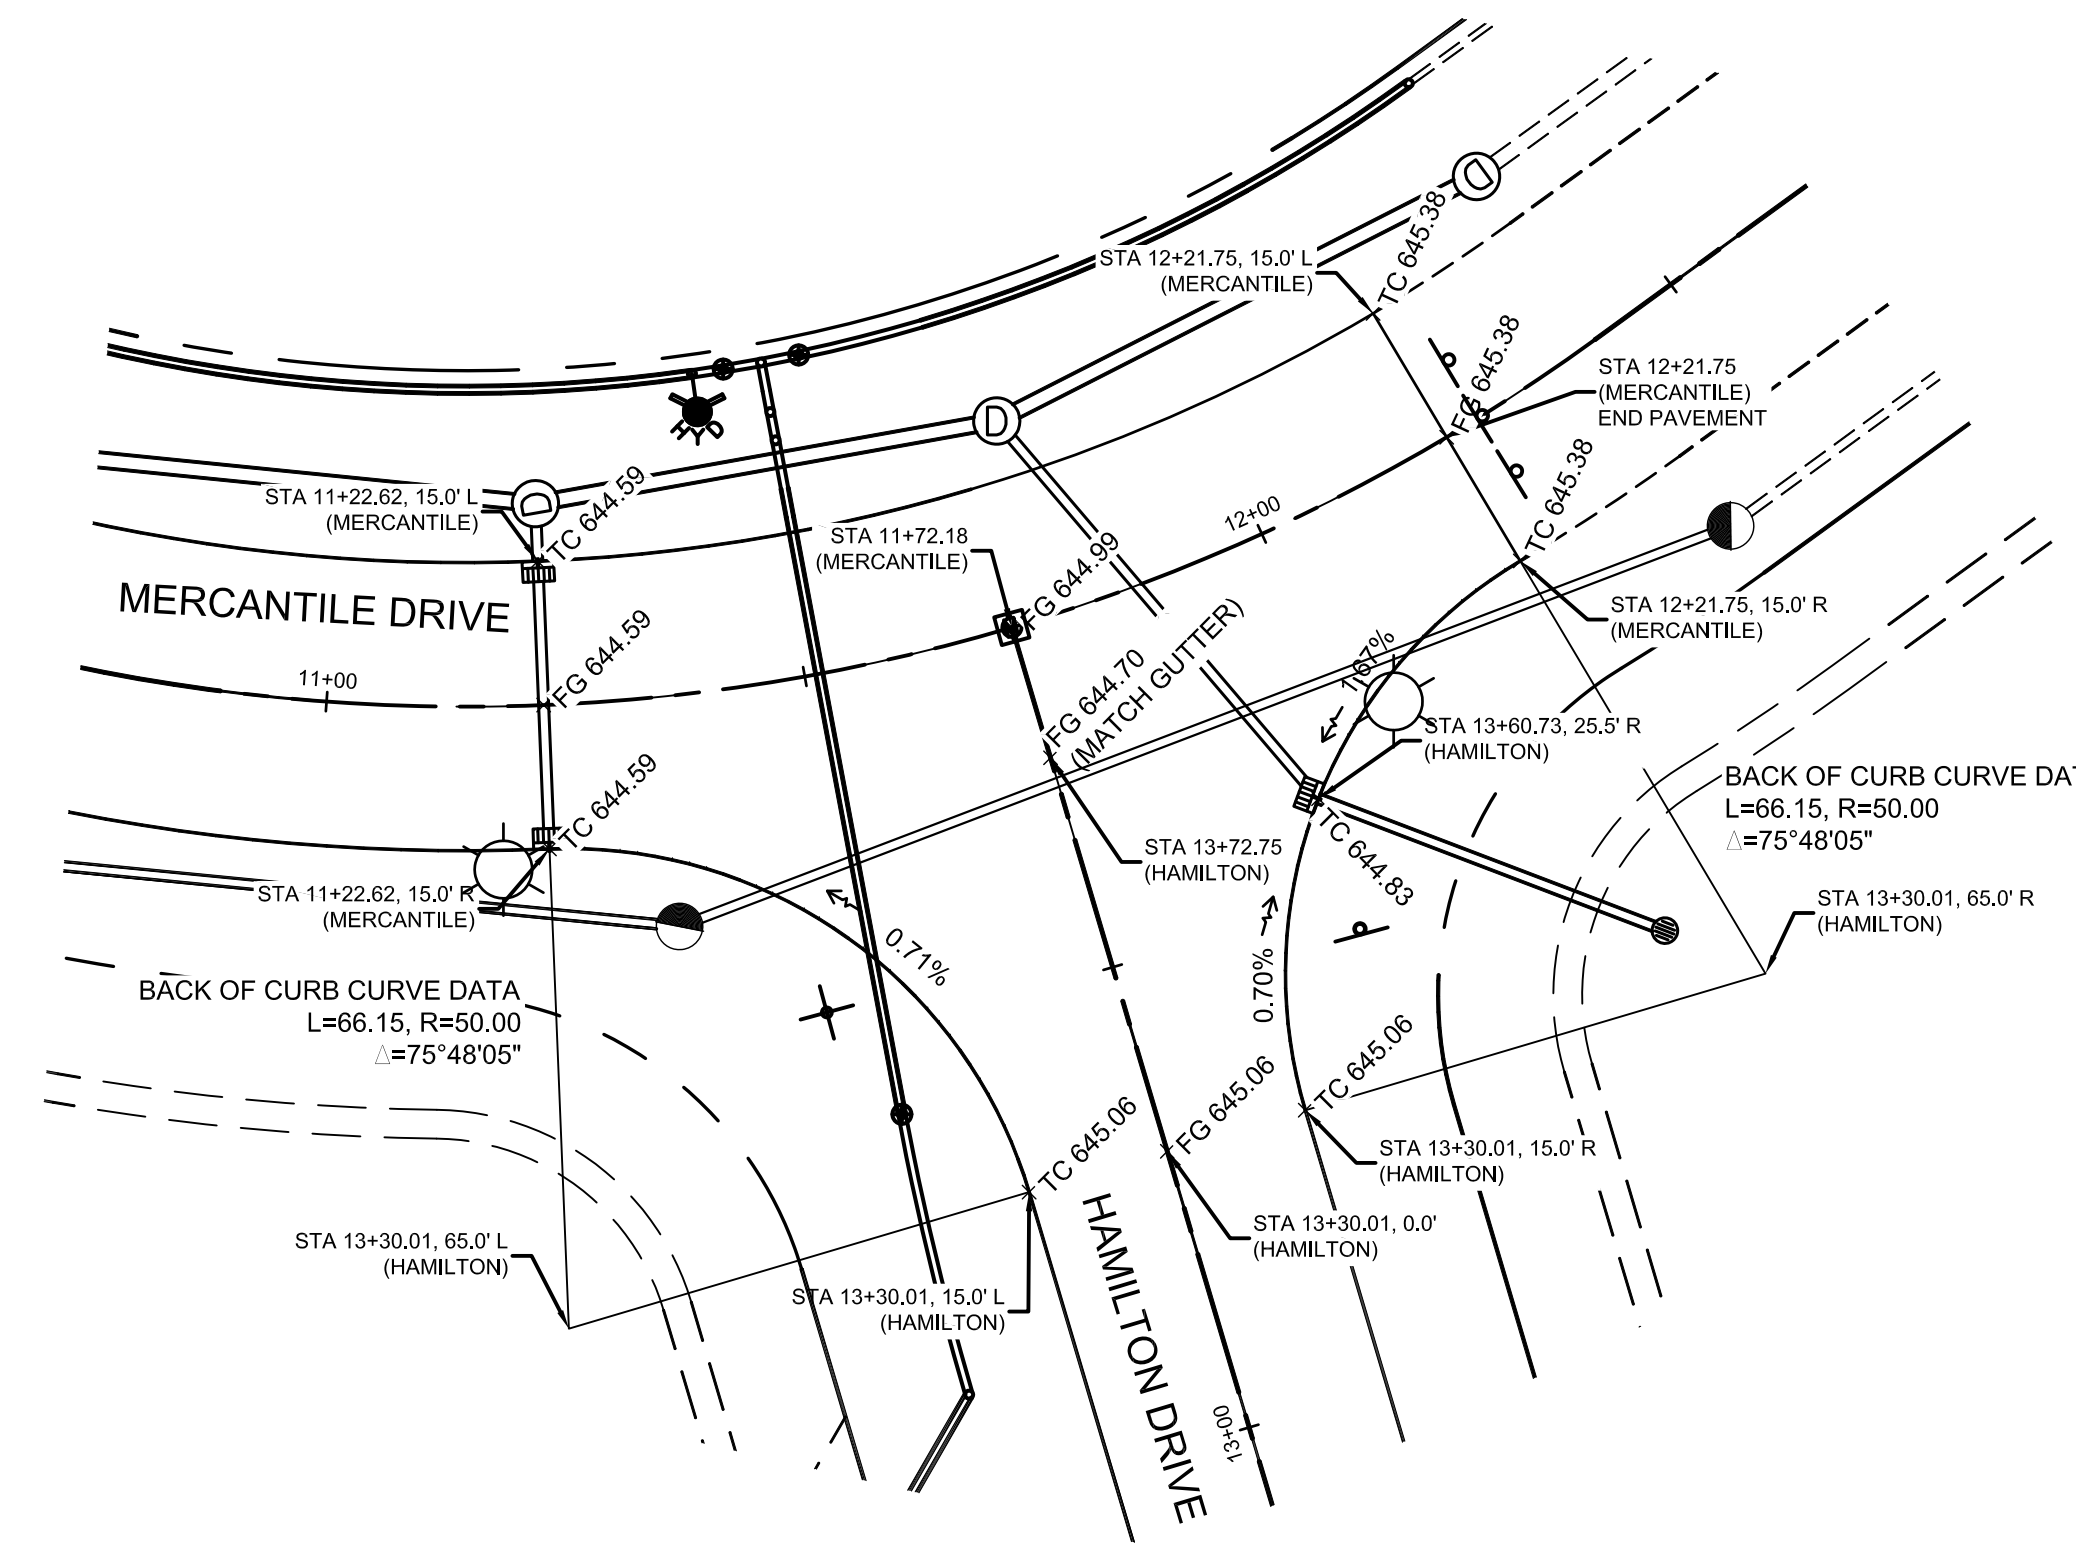 TC 645.38
STA 12+21.75, 15.0' L
(MERCANTILE)
FG 645.38
STA 12+21.75
(MERCANTILE)
END PAVEMENT
HYD
D
D
D
TC 645.38
STA 11+22.62, 15.0' L
(MERCANTILE)
TC 644.59
STA 11+72.18
(MERCANTILE)
12+00
FG 644.99
MERCANTILE DRIVE
STA 12+21.75, 15.0' R
(MERCANTILE)
11+00
FG 644.59
FG 644.70
(MATCH GUTTER)
1.67%
STA 13+60.73, 25.5' R
(HAMILTON)
BACK OF CURB CURVE DAT
L=66.15, R=50.00
△=75°48'05"
TC 644.59
STA 13+72.75
(HAMILTON)
TC 644.83
STA 11+22.62, 15.0' R
(MERCANTILE)
STA 13+30.01, 65.0' R
(HAMILTON)
0.71%
0.70%
BACK OF CURB CURVE DATA
L=66.15, R=50.00
△=75°48'05"
TC 645.06
FG 645.06
TC 645.06
STA 13+30.01, 15.0' R
(HAMILTON)
STA 13+30.01, 0.0'
(HAMILTON)
STA 13+30.01, 65.0' L
(HAMILTON)
STA 13+30.01, 15.0' L
(HAMILTON)
HAMILTON DRIVE
13+00